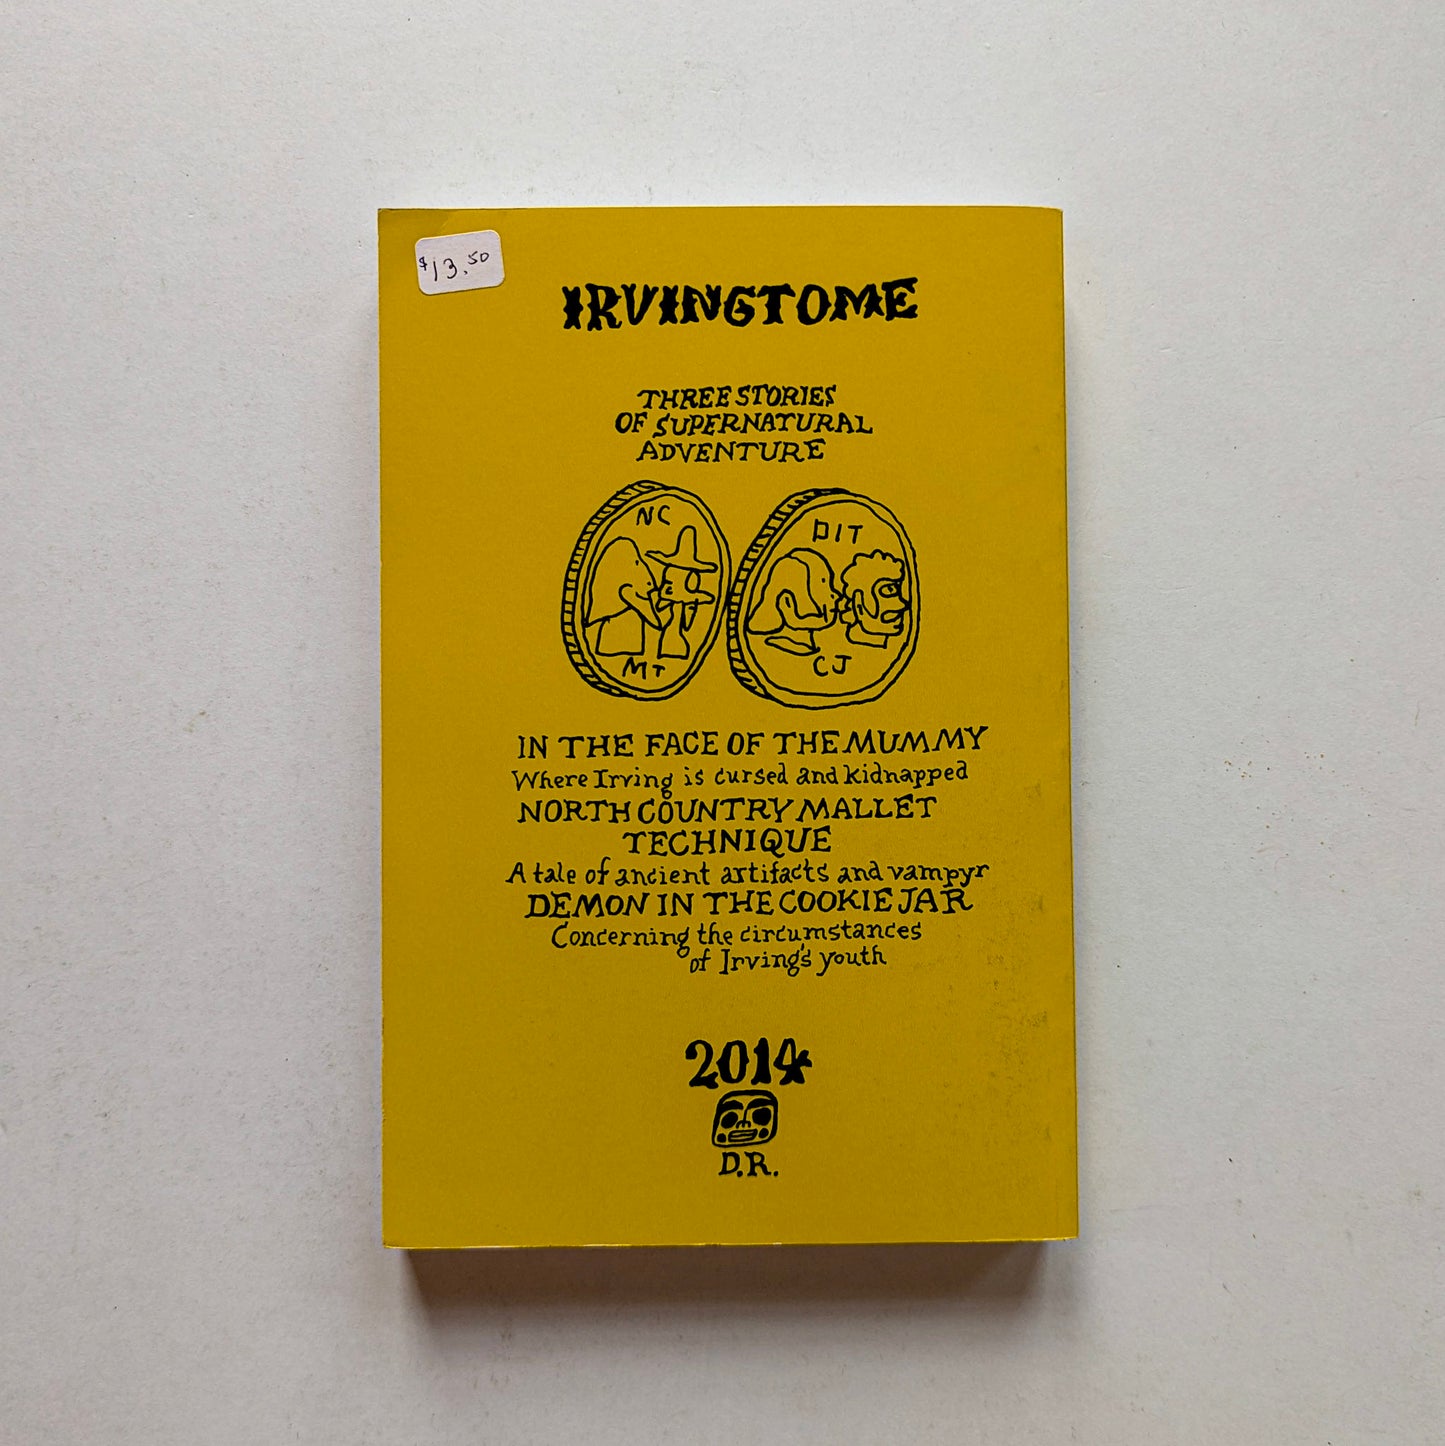 $13.50
IRVINGTOME
THREE STORIES
OF SUPERNATURAL
ADVENTURE
NC
MT
DIT
CJ
IN THE FACE OF THE MUMMY
Where Irving is cursed and kidnapped
NORTH COUNTRY MALLET
TECHNIQUE
A tale of ancient artifacts and vampyr
DEMON IN THE COOKIE JAR
Concerning the circumstances
of Irving's youth
2014
D.R.